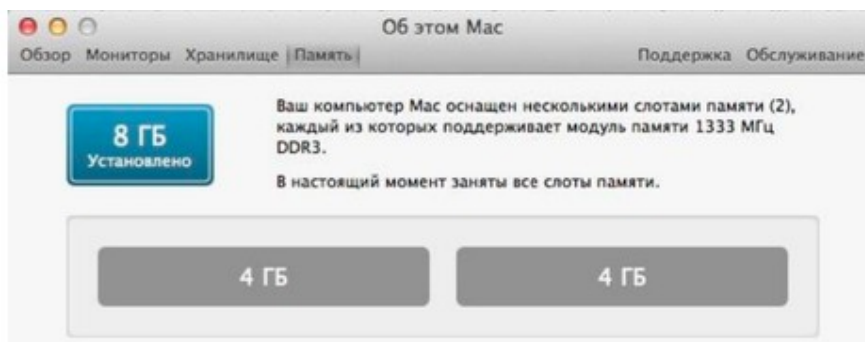 Об этом Mac
Обзор Мониторы Хранилище Память Поддержка Обслуживание
8 ГБ
Установлено
Ваш компьютер Mac оснащен несколькими слотами памяти (2),
каждый из которых поддерживает модуль памяти 1333 МГц
DDR3.
В настоящий момент заняты все слоты памяти.
4 ГБ 4 ГБ